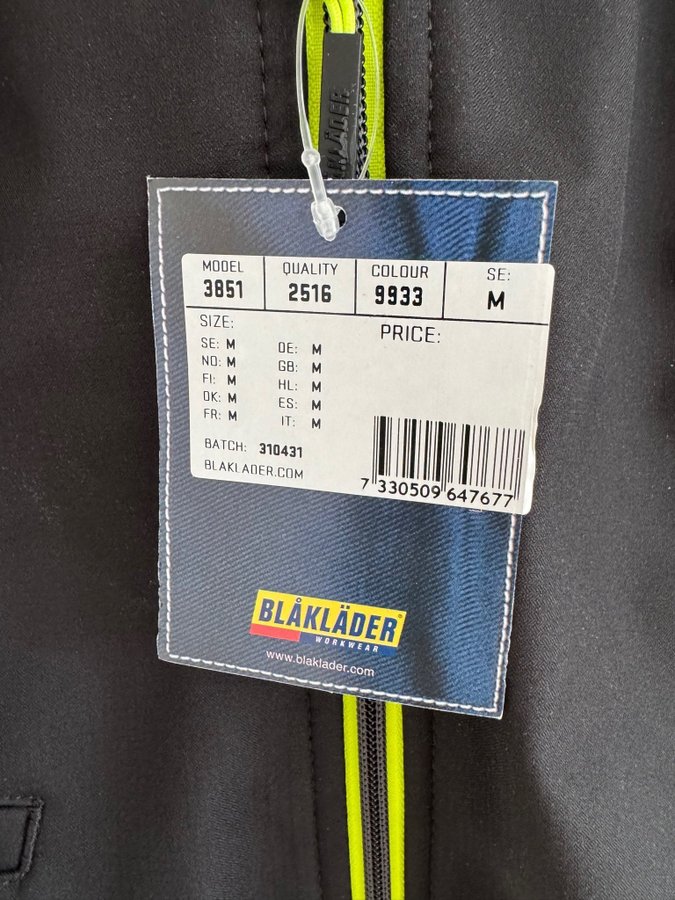 BLÅKLÄDER
MODEL QUALITY COLOUR SE:
3851 2516 9933 M
SIZE: PRICE:
SE: M DE: M
NO: M GB: M
FI: M HL: M
DK: M ES: M
FR: M IT: M
BATCH: 310431
BLAKLADER.COM
7 330509 647677
BLÅKLÄDER®
WORKWEAR
www.blaklader.com